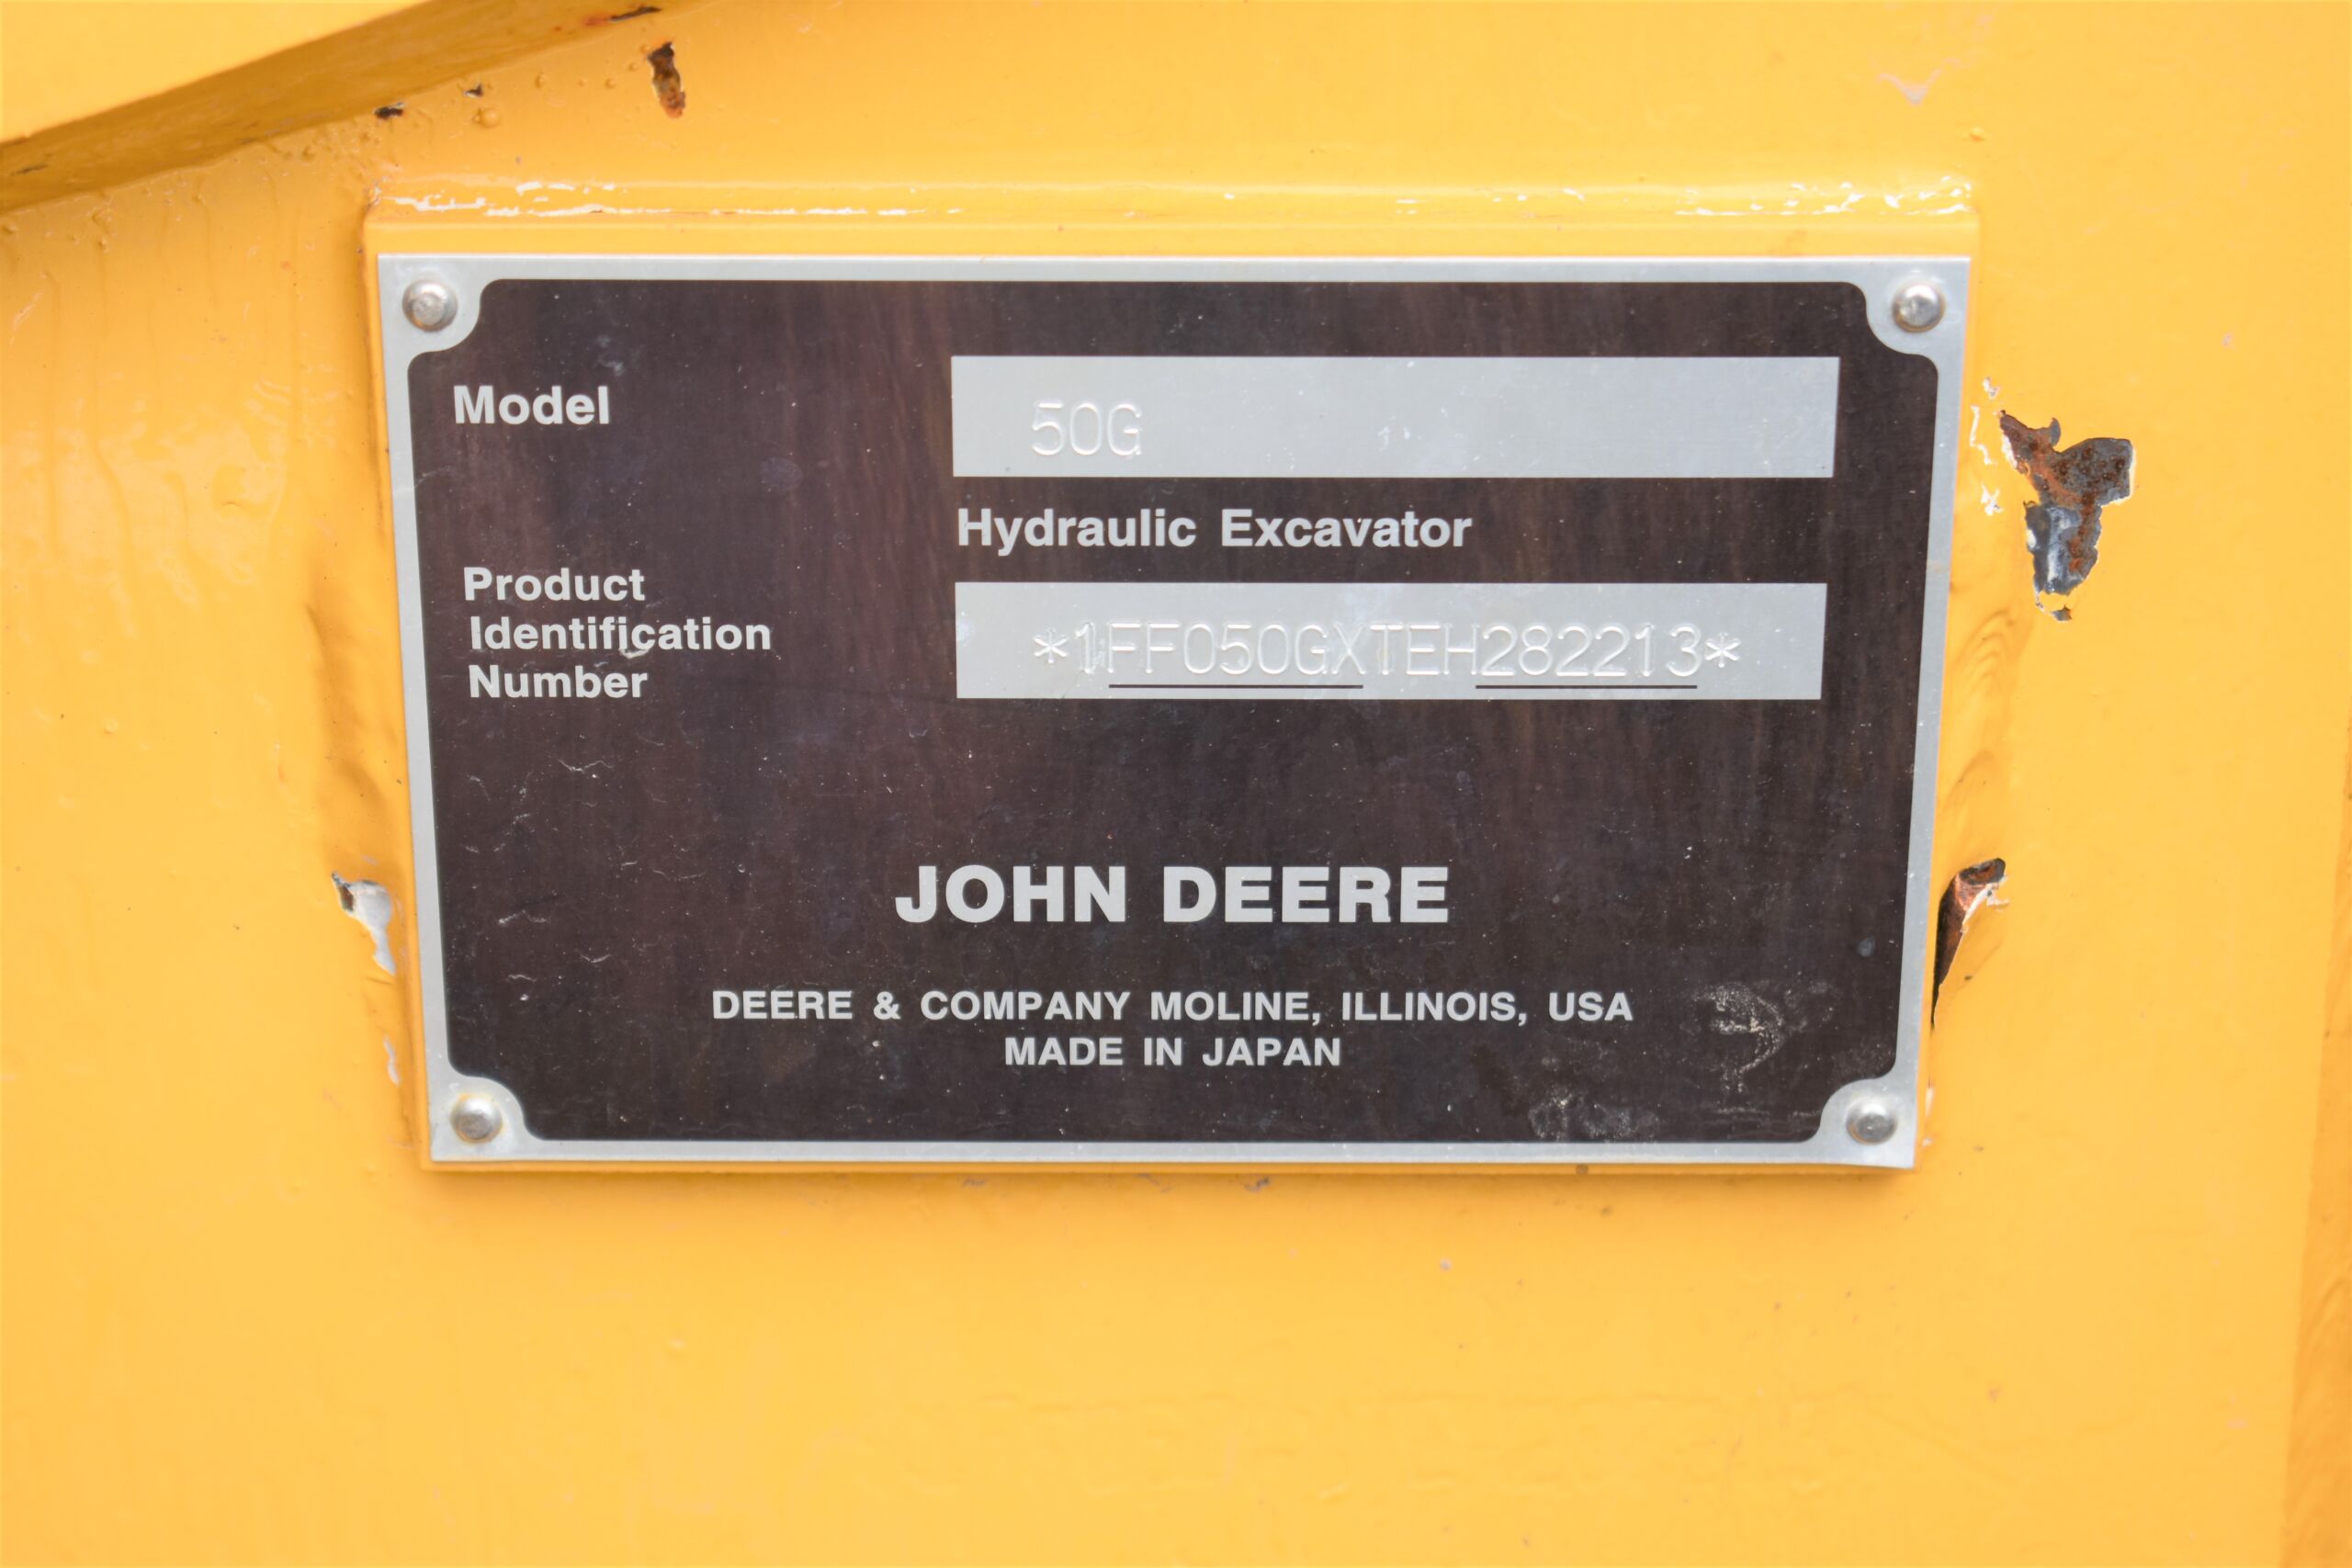 Model
50G
Hydraulic Excavator
Product
Identification
Number
*1FF050GXTEH282213*
JOHN DEERE
DEERE & COMPANY MOLINE, ILLINOIS, USA
MADE IN JAPAN